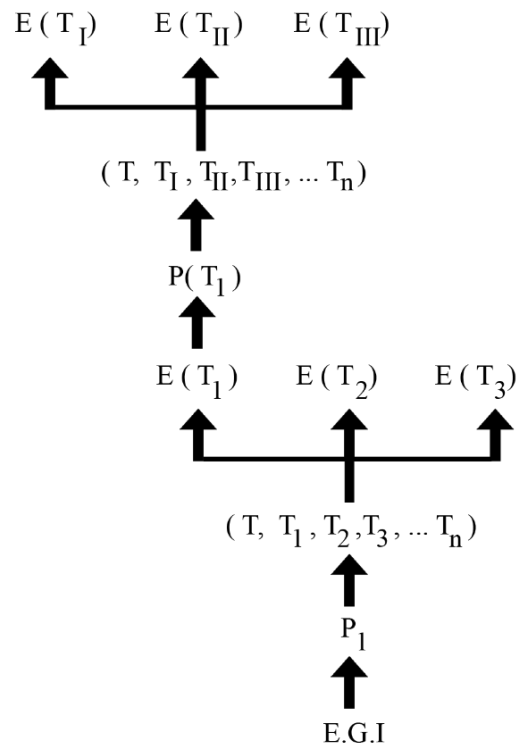 E ( T_I ) E ( T_II ) E ( T_III )
( T, T_I , T_II ,T_III , ... T_n )
P( T_1 )
E ( T_1 ) E ( T_2 ) E ( T_3 )
( T, T_1 , T_2 ,T_3 , ... T_n )
P_1
E.G.I